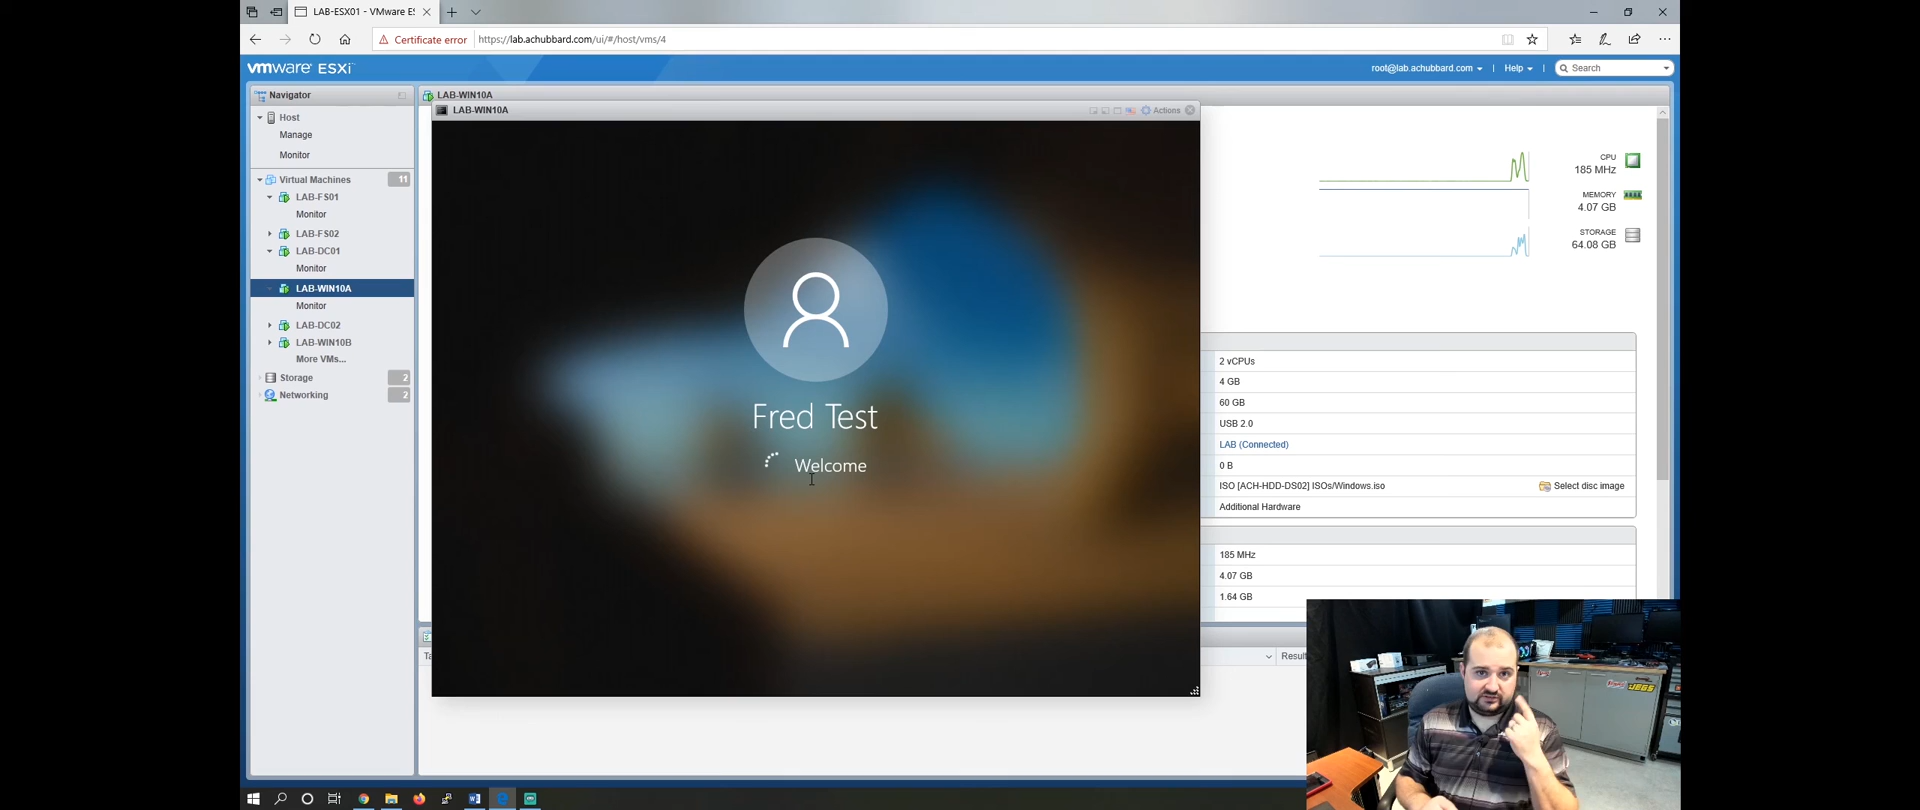 LAB-ESX01 - VMware ES
Certificate error
https://lab.achubbard.com/ui/#/host/vms/4
vmware ESXi
root@lab.achubbard.com
Help
Search
Navigator
LAB-WIN10A
Host
Manage
Monitor
Virtual Machines 11
LAB-FS01
Monitor
LAB-FS02
LAB-DC01
Monitor
LAB-WIN10A
Monitor
LAB-DC02
LAB-WIN10B
More VMs...
Storage 2
Networking 2
LAB-WIN10A
Actions
Fred Test
Welcome
CPU
185 MHz
MEMORY
4.07 GB
STORAGE
64.08 GB
2 vCPUs
4 GB
60 GB
USB 2.0
LAB (Connected)
0 B
ISO [ACH-HDD-DS02] ISOs/Windows.iso
Select disc image
Additional Hardware
185 MHz
4.07 GB
1.64 GB
Ta
Result
JEGS